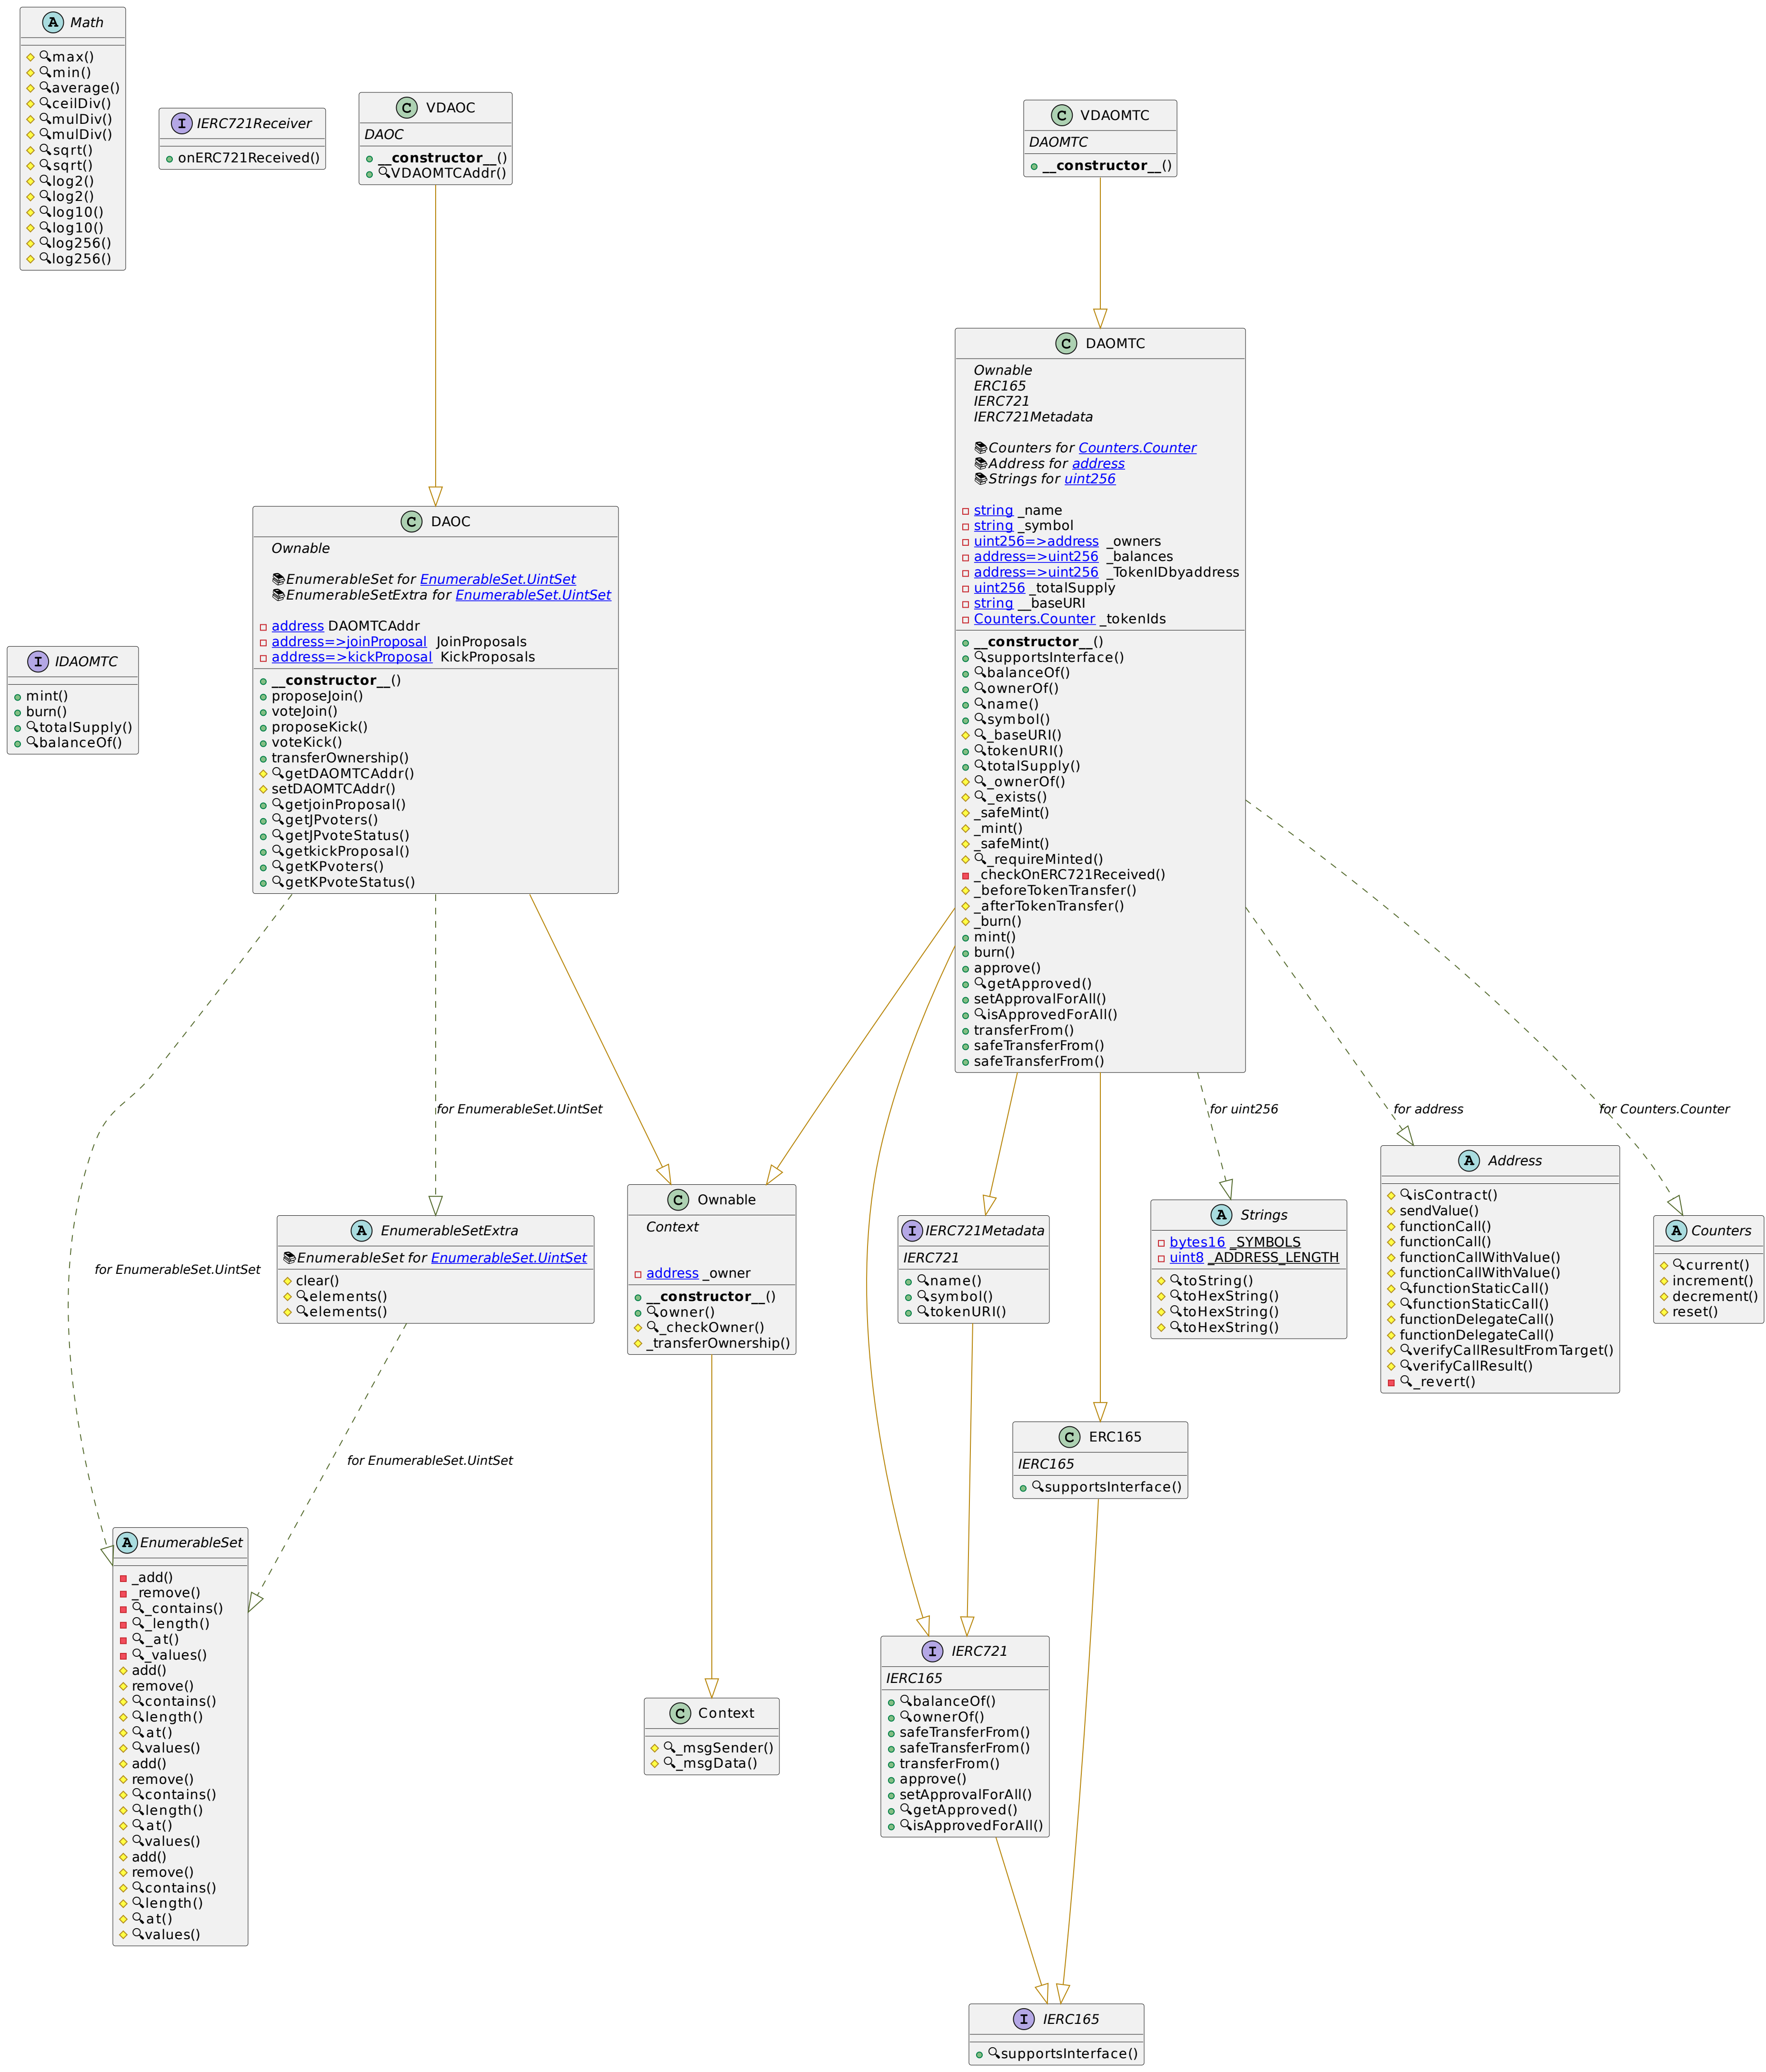 A Math
max()
min()
average()
ceilDiv()
mulDiv()
mulDiv()
sqrt()
sqrt()
log2()
log2()
log10()
log10()
log256()
log256()
I IERC721Receiver
onERC721Received()
C VDAOC
DAOC
__constructor__()
VDAOMTCAddr()
C VDAOMTC
DAOMTC
__constructor__()
C DAOMTC
Ownable
ERC165
IERC721
IERC721Metadata
📚Counters for Counters.Counter
📚Address for address
📚Strings for uint256
string _name
string _symbol
uint256=>address _owners
address=>uint256 _balances
address=>uint256 _TokenIDbyaddress
uint256 _totalSupply
string __baseURI
Counters.Counter _tokenIds
__constructor__()
🔍supportsInterface()
🔍balanceOf()
🔍ownerOf()
🔍name()
🔍symbol()
🔍_baseURI()
🔍tokenURI()
🔍totalSupply()
🔍_ownerOf()
🔍_exists()
_safeMint()
_mint()
_safeMint()
🔍_requireMinted()
_checkOnERC721Received()
_beforeTokenTransfer()
_afterTokenTransfer()
_burn()
mint()
burn()
approve()
🔍getApproved()
setApprovalForAll()
🔍isApprovedForAll()
transferFrom()
safeTransferFrom()
safeTransferFrom()
C DAOC
Ownable
📚EnumerableSet for EnumerableSet.UintSet
📚EnumerableSetExtra for EnumerableSet.UintSet
address DAOMTCAddr
address=>joinProposal JoinProposals
address=>kickProposal KickProposals
__constructor__()
proposeJoin()
voteJoin()
proposeKick()
voteKick()
transferOwnership()
🔍getDAOMTCAddr()
setDAOMTCAddr()
🔍getjoinProposal()
🔍getJPvoters()
🔍getJPvoteStatus()
🔍getkickProposal()
🔍getKPvoters()
🔍getKPvoteStatus()
I IDAOMTC
mint()
burn()
🔍totalSupply()
🔍balanceOf()
for EnumerableSet.UintSet
for uint256
for address
for Counters.Counter
for EnumerableSet.UintSet
A EnumerableSetExtra
📚EnumerableSet for EnumerableSet.UintSet
clear()
🔍elements()
🔍elements()
C Ownable
Context
address _owner
__constructor__()
🔍owner()
🔍_checkOwner()
_transferOwnership()
I IERC721Metadata
IERC721
🔍name()
🔍symbol()
🔍tokenURI()
A Strings
bytes16 _SYMBOLS
uint8 _ADDRESS_LENGTH
🔍toString()
🔍toHexString()
🔍toHexString()
🔍toHexString()
A Address
🔍isContract()
sendValue()
functionCall()
functionCall()
functionCallWithValue()
functionCallWithValue()
🔍functionStaticCall()
🔍functionStaticCall()
functionDelegateCall()
functionDelegateCall()
🔍verifyCallResultFromTarget()
🔍verifyCallResult()
🔍_revert()
A Counters
🔍current()
increment()
decrement()
reset()
for EnumerableSet.UintSet
C ERC165
IERC165
🔍supportsInterface()
A EnumerableSet
_add()
_remove()
🔍_contains()
🔍_length()
🔍_at()
🔍_values()
add()
remove()
🔍contains()
🔍length()
🔍at()
🔍values()
add()
remove()
🔍contains()
🔍length()
🔍at()
🔍values()
add()
remove()
🔍contains()
🔍length()
🔍at()
🔍values()
C Context
🔍_msgSender()
🔍_msgData()
I IERC721
IERC165
🔍balanceOf()
🔍ownerOf()
safeTransferFrom()
safeTransferFrom()
transferFrom()
approve()
setApprovalForAll()
🔍getApproved()
🔍isApprovedForAll()
I IERC165
🔍supportsInterface()